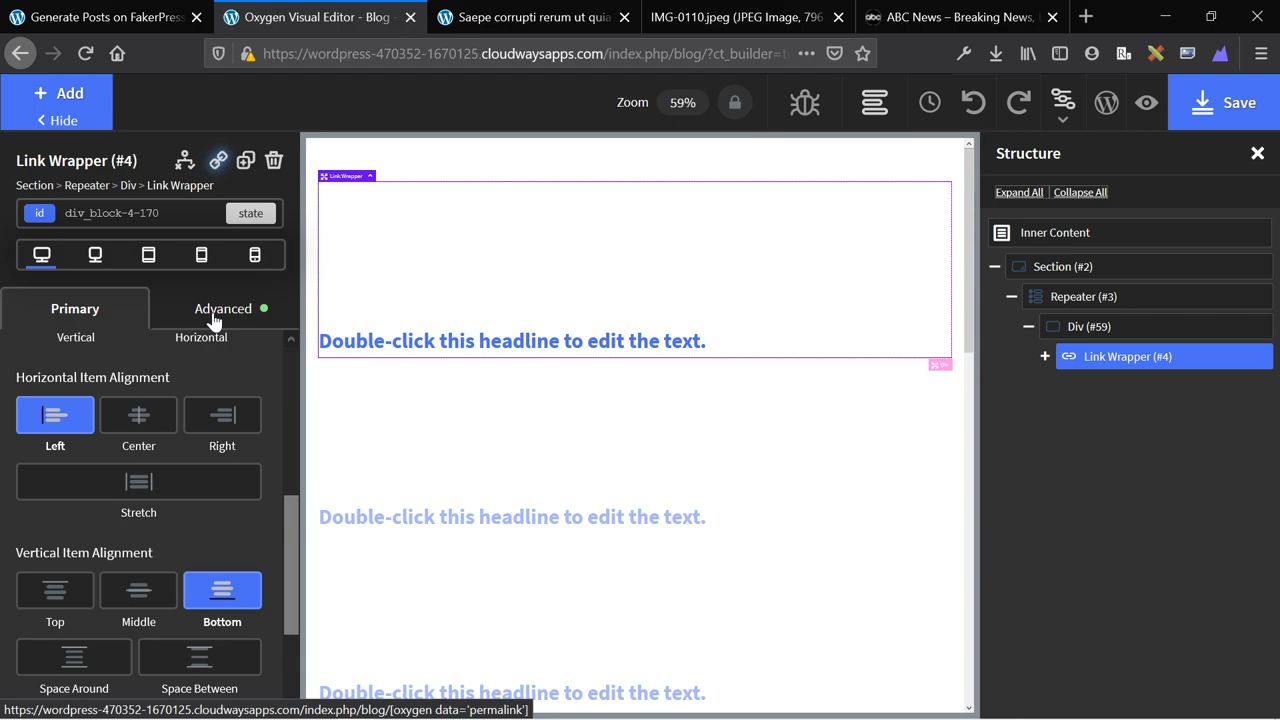 Generate Posts on FakerPress
Oxygen Visual Editor - Blog -
Saepe corrupti rerum ut quia
IMG-0110.jpeg (JPEG Image, 796
ABC News – Breaking News,
https://wordpress-470352-1670125.cloudwaysapps.com/index.php/blog/?ct_builder=
+ Add
< Hide
Zoom 59%
Save
Link Wrapper (#4)
Section > Repeater > Div > Link Wrapper
id div_block-4-170 state
Primary
Advanced
Vertical
Horizontal
Horizontal Item Alignment
Left
Center
Right
Stretch
Vertical Item Alignment
Top
Middle
Bottom
Space Around
Space Between
https://wordpress-470352-1670125.cloudwaysapps.com/index.php/blog/[oxygen data='permalink']
Link Wrapper
Double-click this headline to edit the text.
Div
Double-click this headline to edit the text.
Double-click this headline to edit the text.
Structure
Expand All
Collapse All
Inner Content
Section (#2)
Repeater (#3)
Div (#59)
Link Wrapper (#4)